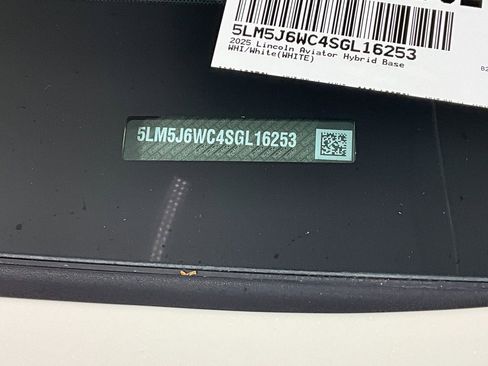 5LM5J6WC4SGL16253
2025 Lincoln Aviator Hybrid Base
WHI/White(WHITE)
5LM5J6WC4SGL16253